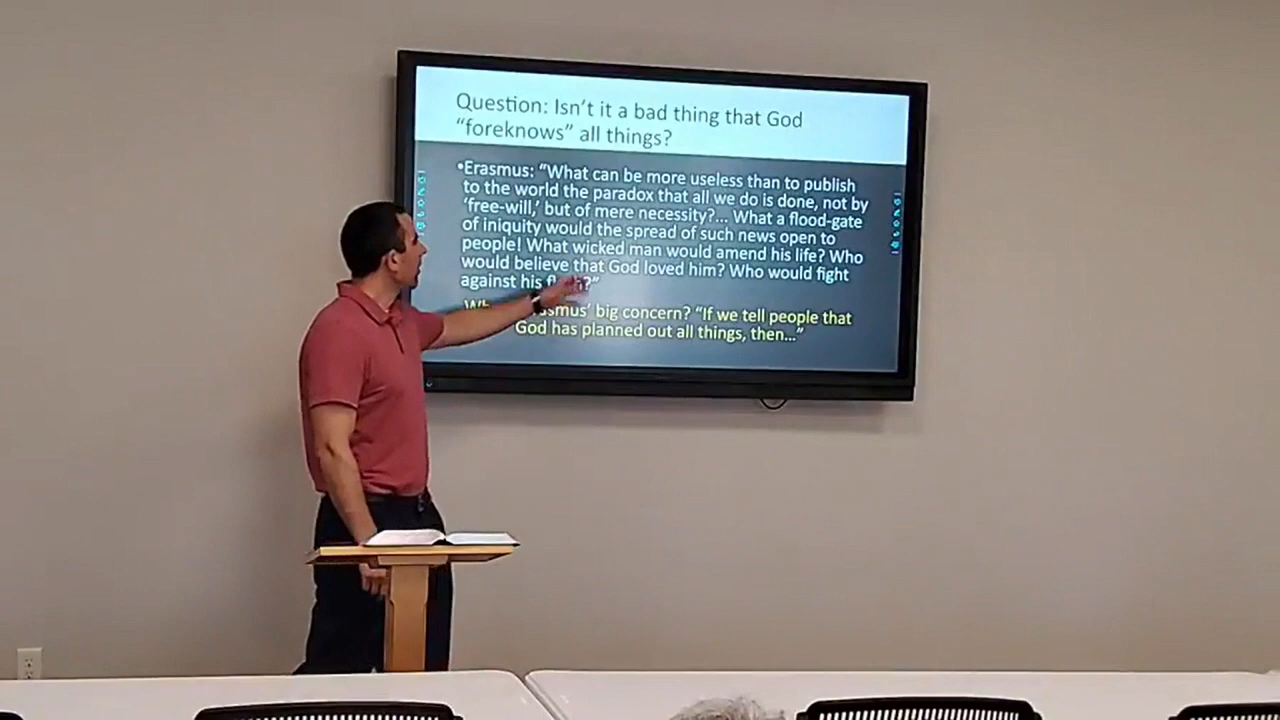 Question: Isn't it a bad thing that God
"foreknows" all things?
•Erasmus: "What can be more useless than to publish
to the world the paradox that all we do is done, not by
'free-will,' but of mere necessity?... What a flood-gate
of iniquity would the spread of such news open to
people! What wicked man would amend his life? Who
would believe that God loved him? Who would fight
against his
big concern? "If we tell people that
God has planned out all things, then..."